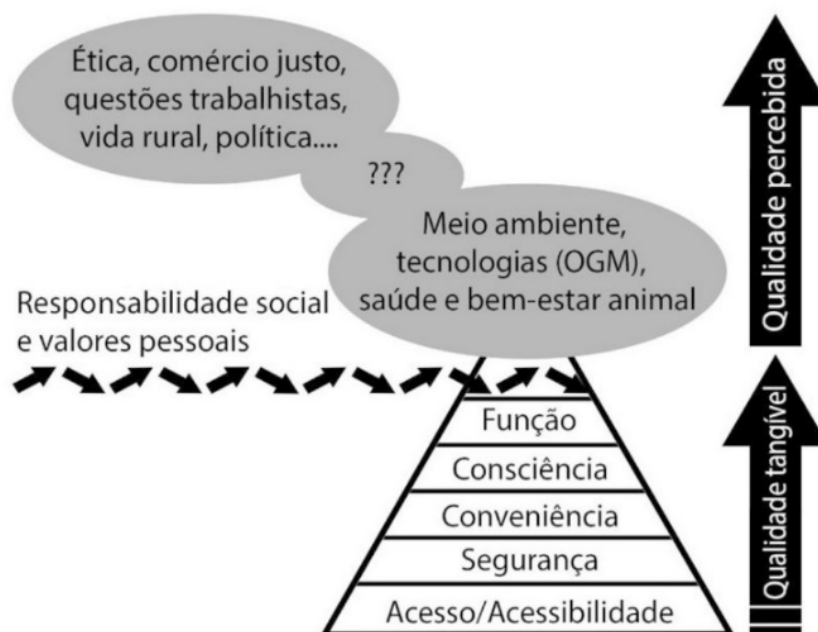 Ética, comércio justo,
questões trabalhistas,
vida rural, política....
???
Meio ambiente,
tecnologias (OGM),
saúde e bem-estar animal
Responsabilidade social
e valores pessoais
Função
Consciência
Conveniência
Segurança
Acesso/Acessibilidade
Qualidade percebida
Qualidade tangível